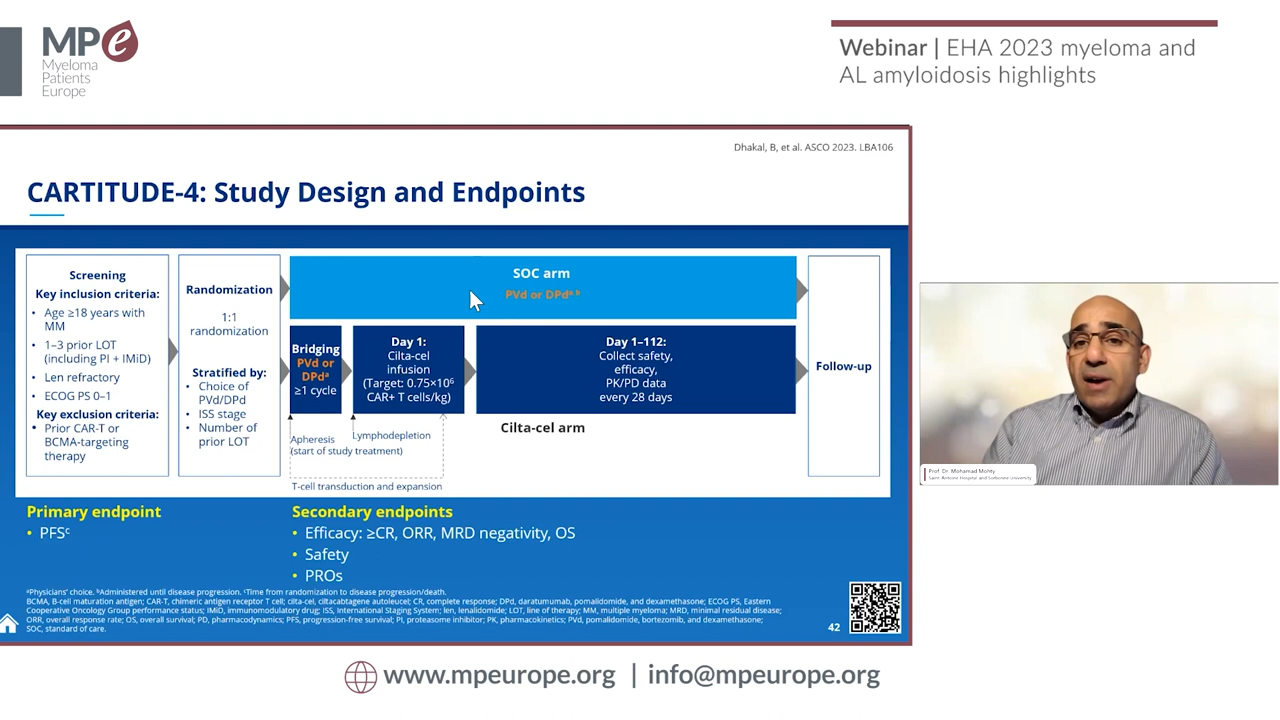 MPe
Myeloma
Patients
Europe
Webinar | EHA 2023 myeloma and
AL amyloidosis highlights
Dhakal, B, et al. ASCO 2023. LBA106
CARTITUDE-4: Study Design and Endpoints
Screening
Key inclusion criteria:
• Age ≥18 years with
MM
• 1–3 prior LOT
(including PI + IMiD)
• Len refractory
• ECOG PS 0–1
Key exclusion criteria:
• Prior CAR-T or
BCMA-targeting
therapy
Randomization
1:1
randomization
Stratified by:
• Choice of
PVd/DPd
• ISS stage
• Number of
prior LOT
SOC arm
PVd or DPdᵃ,ᵇ
Bridging
PVd or
DPdᵃ
≥1 cycle
Day 1:
Cilta-cel
infusion
(Target: 0.75×10⁶
CAR+ T cells/kg)
Day 1–112:
Collect safety,
efficacy,
PK/PD data
every 28 days
Apheresis
(start of study treatment)
Lymphodepletion
T-cell transduction and expansion
Cilta-cel arm
Follow-up
Primary endpoint
• PFSᶜ
Secondary endpoints
• Efficacy: ≥CR, ORR, MRD negativity, OS
• Safety
• PROs
ᵃPhysicians' choice. ᵇAdministered until disease progression. ᶜTime from randomization to disease progression/death.
BCMA, B-cell maturation antigen; CAR-T, chimeric antigen receptor T cell; cilta-cel, ciltacabtagene autoleucel; CR, complete response; DPd, daratumumab, pomalidomide, and dexamethasone; ECOG PS, Eastern
Cooperative Oncology Group performance status; IMiD, immunomodulatory drug; ISS, International Staging System; len, lenalidomide; LOT, line of therapy; MM, multiple myeloma; MRD, minimal residual disease;
ORR, overall response rate; OS, overall survival; PD, pharmacodynamics; PFS, progression-free survival; PI, proteasome inhibitor; PK, pharmacokinetics; PVd, pomalidomide, bortezomib, and dexamethasone;
SOC, standard of care.
42
Prof. Dr. Mohamad Mohty
Saint Antoine Hospital and Sorbonne University
www.mpeurope.org | info@mpeurope.org